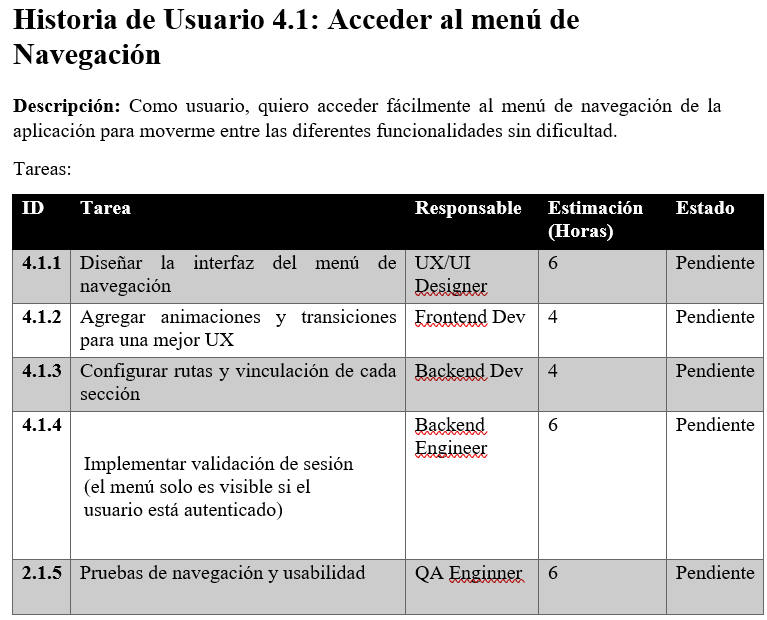 Historia de Usuario 4.1: Acceder al menú de
Navegación
Descripción: Como usuario, quiero acceder fácilmente al menú de navegación de la
aplicación para moverme entre las diferentes funcionalidades sin dificultad.
Tareas:
ID Tarea Responsable Estimación (Horas) Estado
4.1.1 Diseñar la interfaz del menú de navegación UX/UI Designer 6 Pendiente
4.1.2 Agregar animaciones y transiciones para una mejor UX Frontend Dev 4 Pendiente
4.1.3 Configurar rutas y vinculación de cada sección Backend Dev 4 Pendiente
4.1.4 Implementar validación de sesión (el menú solo es visible si el usuario está autenticado) Backend Engineer 6 Pendiente
2.1.5 Pruebas de navegación y usabilidad QA Enginner 6 Pendiente